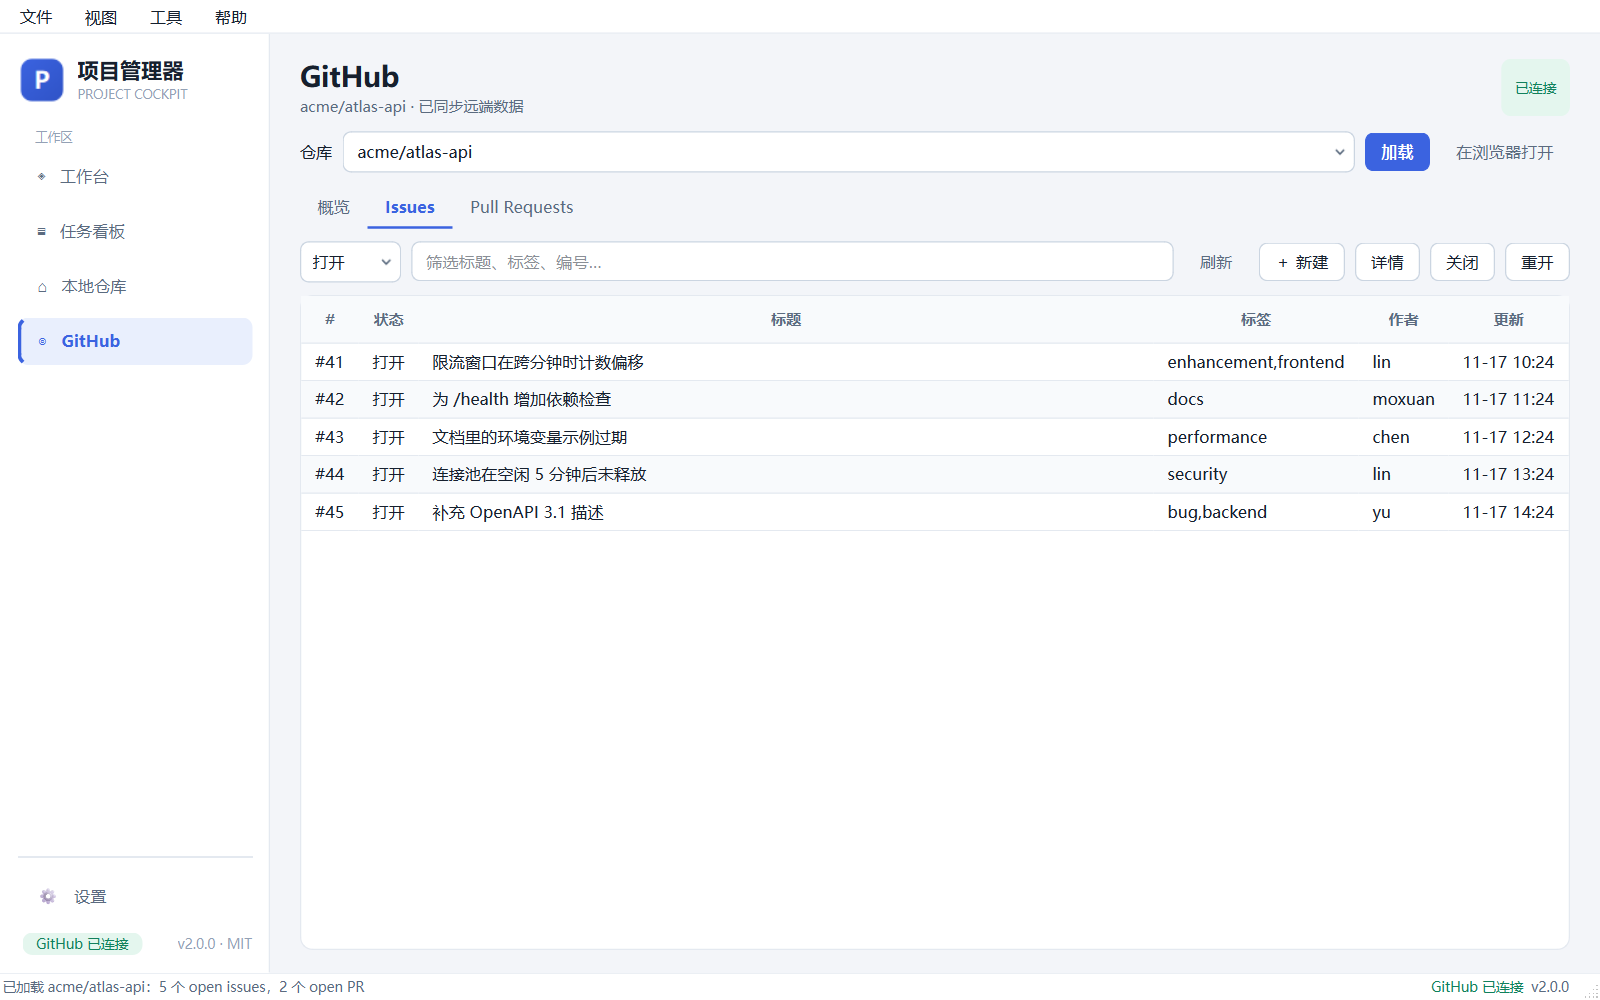 文件 视图 工具 帮助
P 项目管理器
PROJECT COCKPIT
工作区
工作台
任务看板
本地仓库
GitHub
设置
GitHub 已连接 v2.0.0 · MIT
GitHub
acme/atlas-api · 已同步远端数据
已连接
仓库 acme/atlas-api 加载 在浏览器打开
概览 Issues Pull Requests
打开 筛选标题、标签、编号... 刷新 + 新建 详情 关闭 重开
# 状态 标题 标签 作者 更新
#41 打开 限流窗口在跨分钟时计数偏移 enhancement,frontend lin 11-17 10:24
#42 打开 为 /health 增加依赖检查 docs moxuan 11-17 11:24
#43 打开 文档里的环境变量示例过期 performance chen 11-17 12:24
#44 打开 连接池在空闲 5 分钟后未释放 security lin 11-17 13:24
#45 打开 补充 OpenAPI 3.1 描述 bug,backend yu 11-17 14:24
已加载 acme/atlas-api：5 个 open issues，2 个 open PR GitHub 已连接 v2.0.0